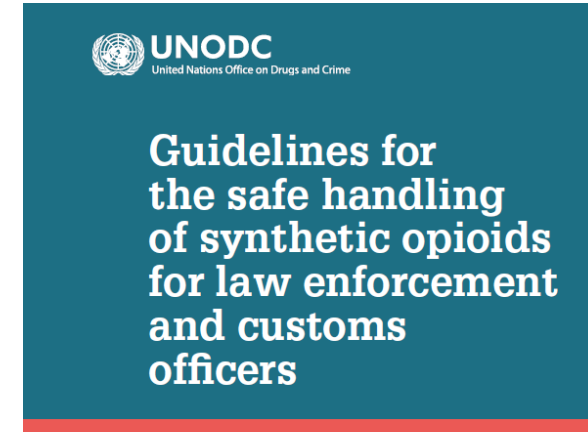 UNODC
United Nations Office on Drugs and Crime
Guidelines for
the safe handling
of synthetic opioids
for law enforcement
and customs
officers